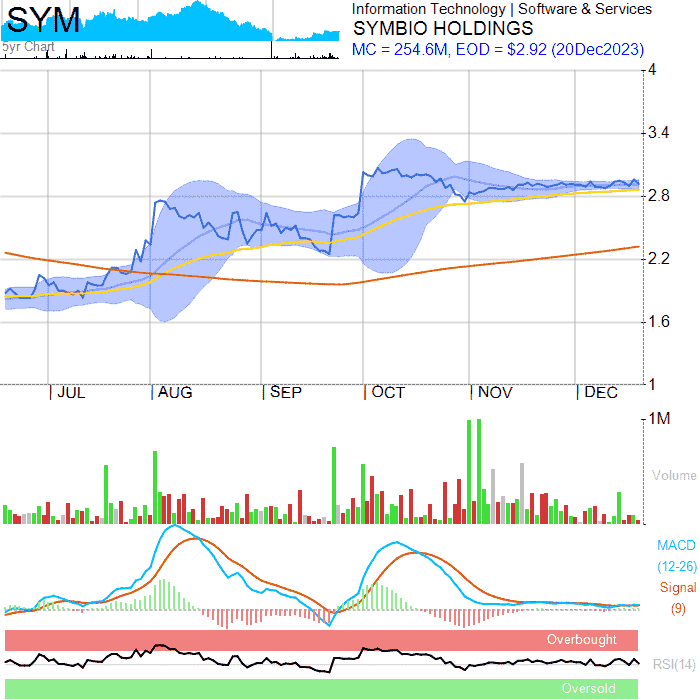 SYM
5yr Chart
Information Technology | Software & Services
SYMBIO HOLDINGS
MC = 254.6M, EOD = $2.92 (20Dec2023)
4
3.4
2.8
2.2
1.6
1
| JUL | AUG | SEP | OCT | NOV | DEC
1M
Volume
MACD
(12-26)
Signal
(9)
Overbought
RSI(14)
Oversold